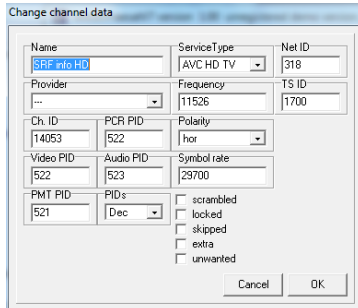 Change channel data
Name
ServiceType
Net ID
SRF info HD
AVC HD TV
318
Provider
Frequency
TS ID
---
11526
1700
Ch. ID
PCR PID
Polarity
14053
522
hor
Video PID
Audio PID
Symbol rate
522
523
29700
PMT PID
PIDs
521
Dec
scrambled
locked
skipped
extra
unwanted
Cancel
OK